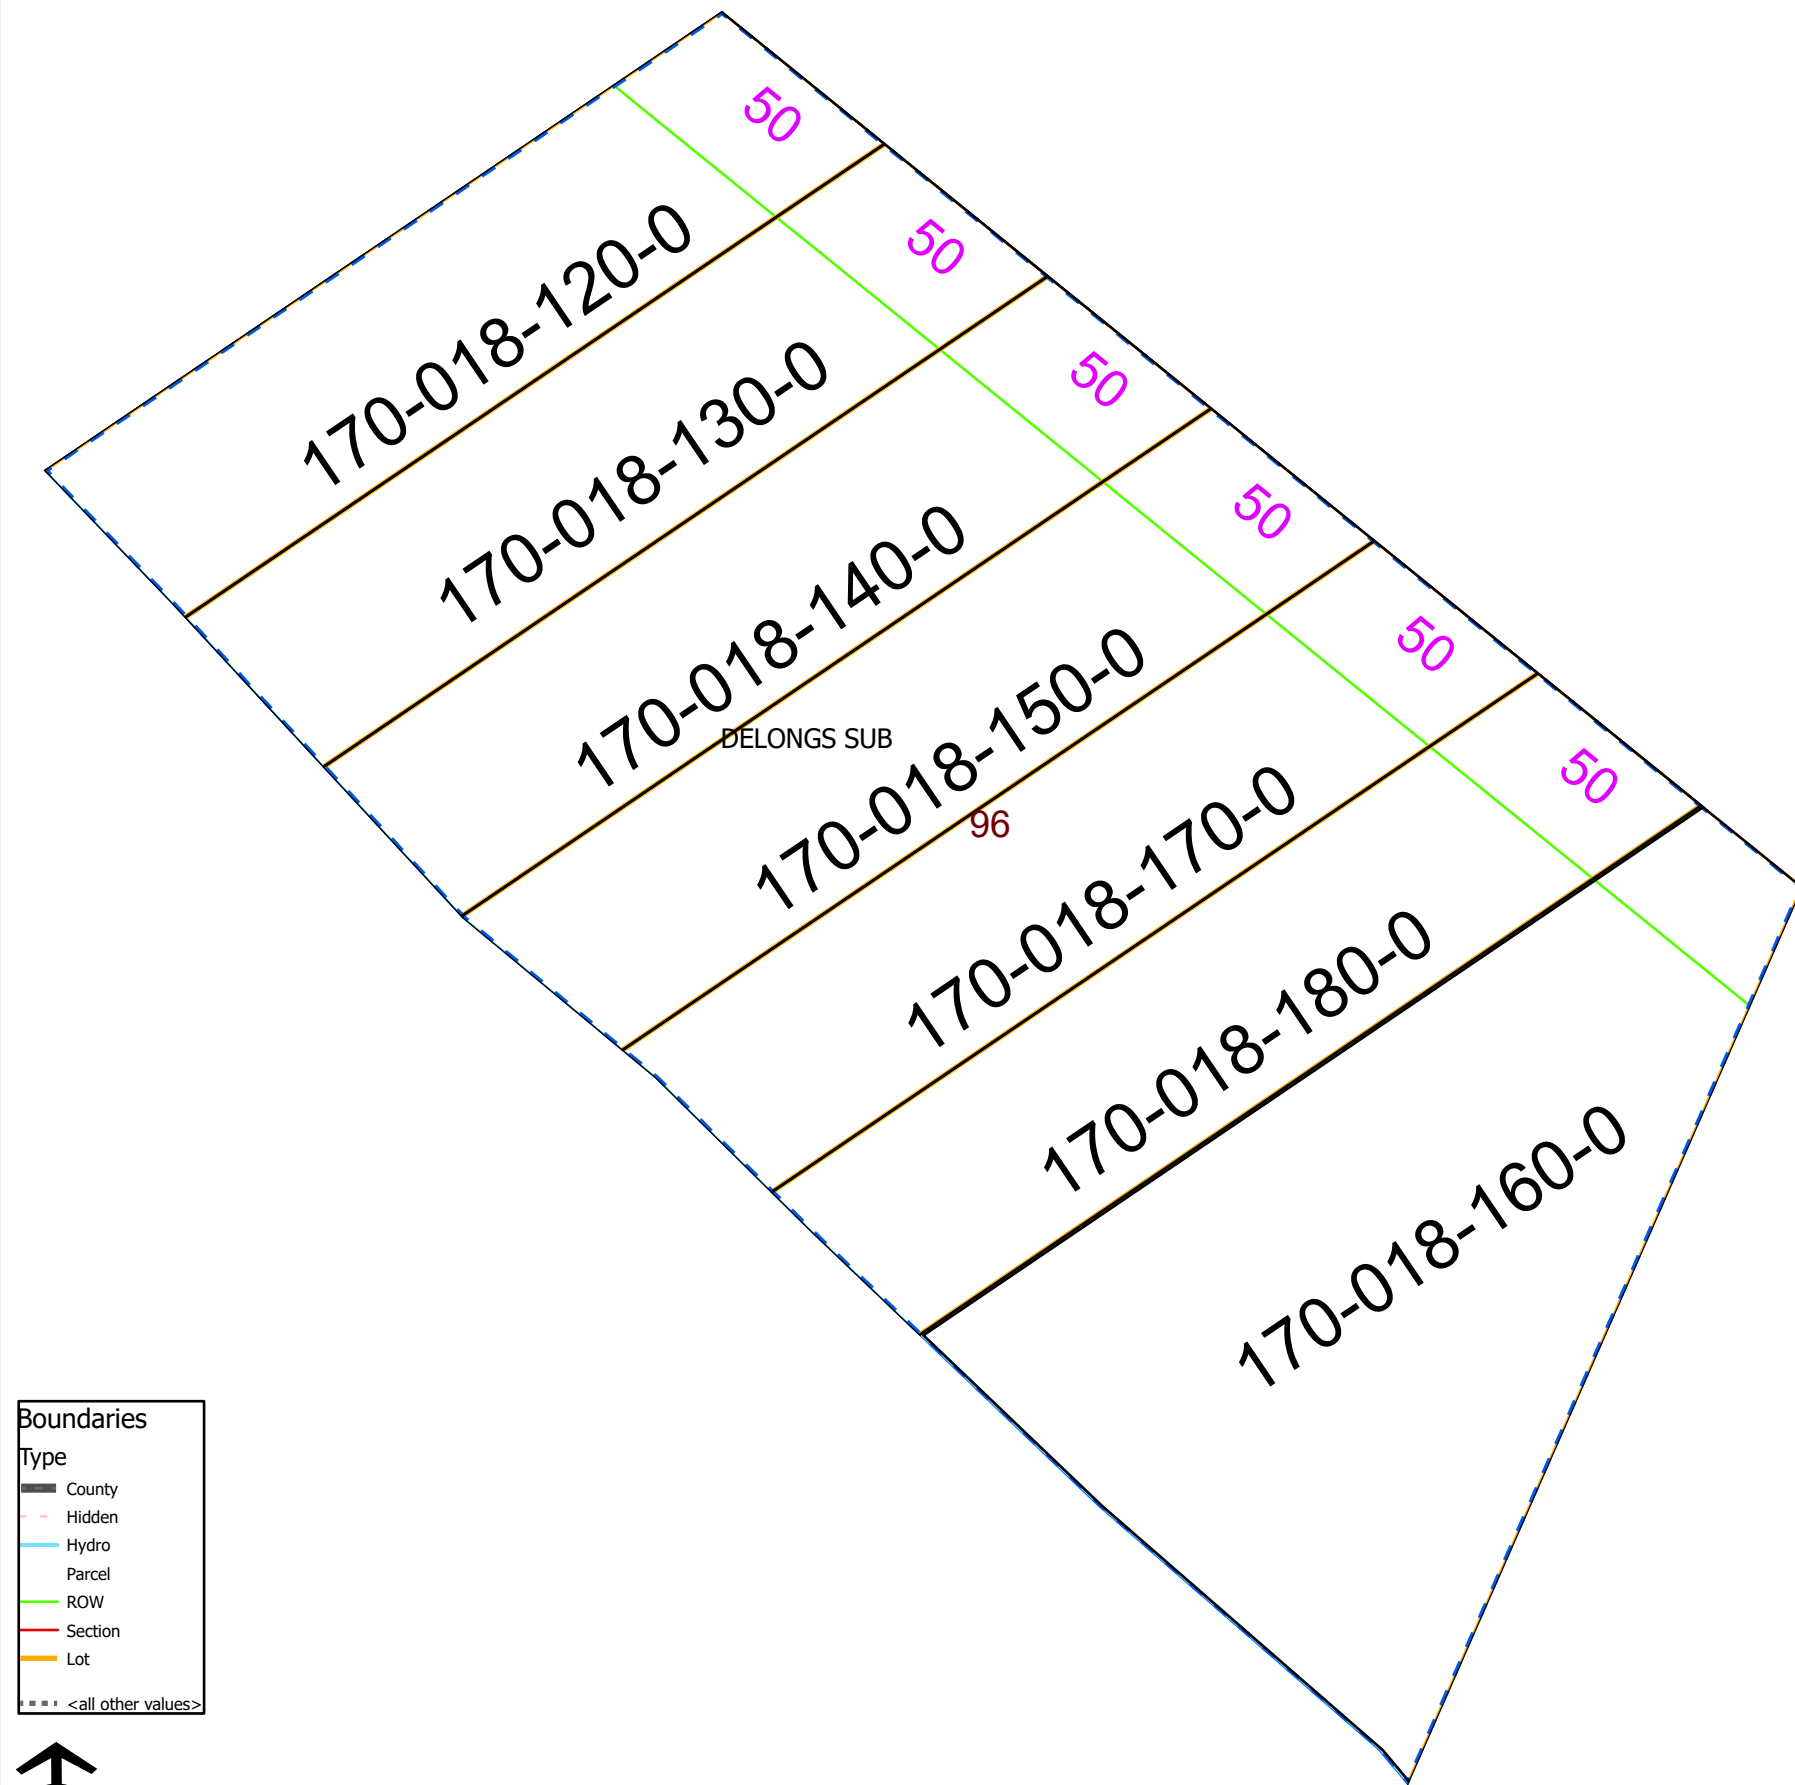 50
50
170-018-120-0
50
170-018-130-0
50
170-018-140-0
50
170-018-150-0
DELONGS SUB
50
96
170-018-170-0
170-018-180-0
170-018-160-0
Boundaries
Type
County
Hidden
Hydro
Parcel
ROW
Section
Lot
<all other values>